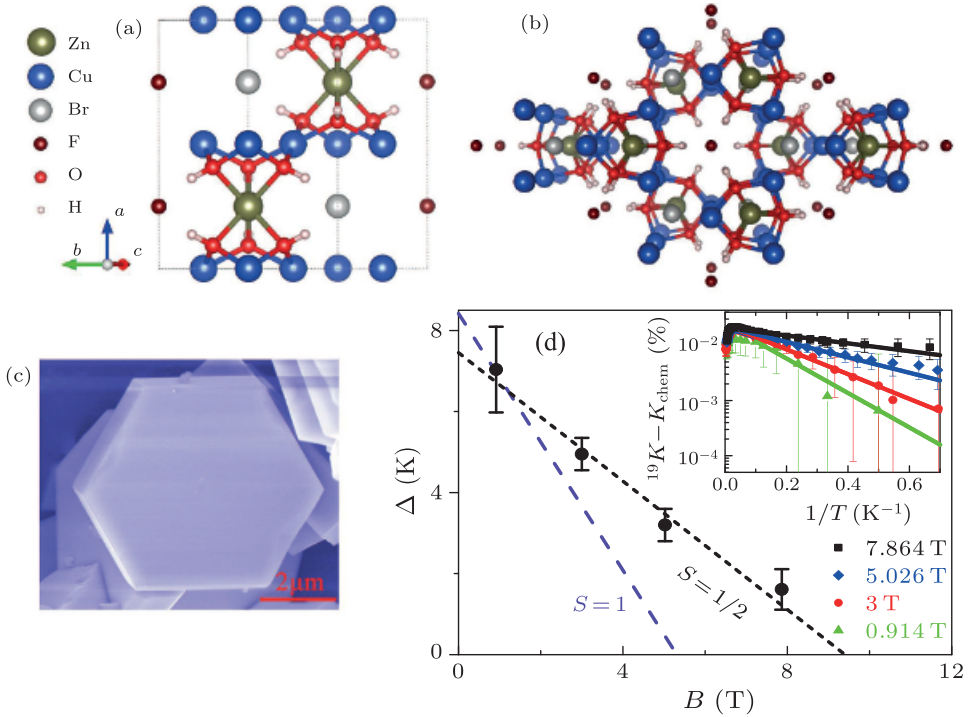 (a)
Zn
Cu
Br
F
O
H
a
b
c
(b)
(c)
2μm
(d)
Δ (K)
8
4
0
0
4
8
12
B (T)
S=1
S=1/2
¹⁹K−K_chem (%)
10⁻²
10⁻³
10⁻⁴
0.0
0.2
0.4
0.6
1/T (K⁻¹)
7.864 T
5.026 T
3 T
0.914 T